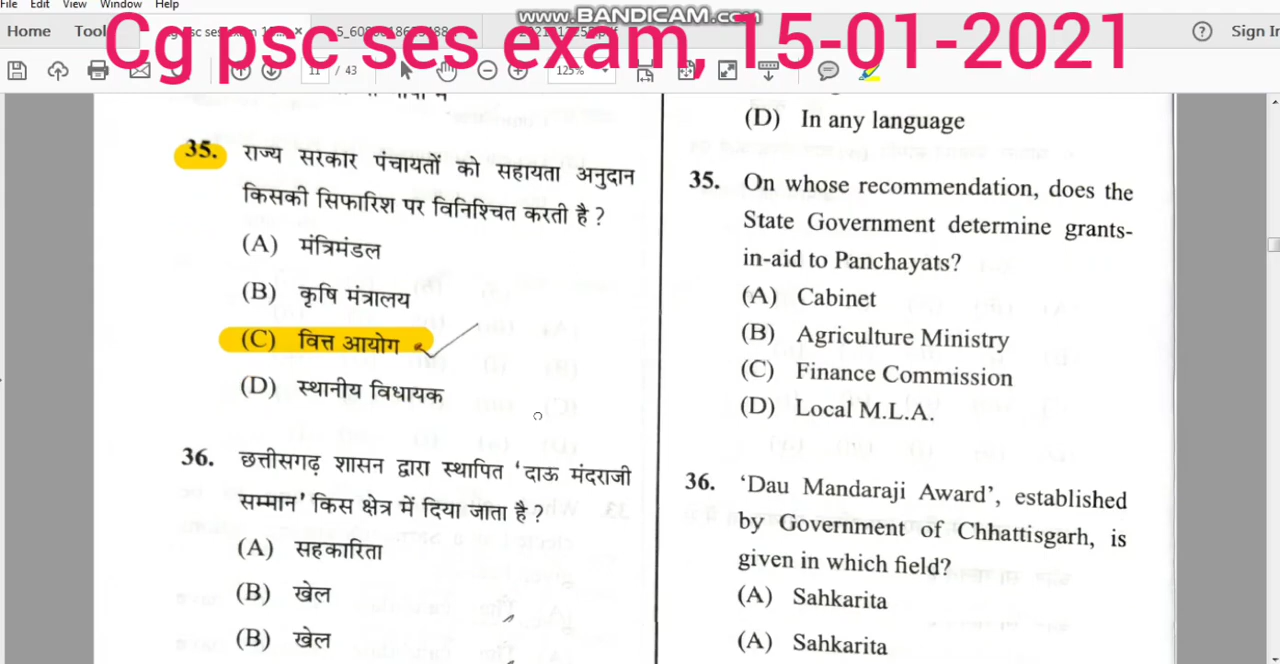 File Edit View Window Help
www.BANDICAM.com
Home Tool
Cg psc ses exam, 15-01-2021
Sign In
11 / 43
125%
35. राज्य सरकार पंचायतों को सहायता अनुदान
किसकी सिफारिश पर विनिश्चित करती है ?
(A) मंत्रिमंडल
(B) कृषि मंत्रालय
(C) वित्त आयोग
(D) स्थानीय विधायक
36. छत्तीसगढ़ शासन द्वारा स्थापित ‘दाऊ मंदराजी
सम्मान’ किस क्षेत्र में दिया जाता है ?
(A) सहकारिता
(B) खेल
(B) खेल
(D) In any language
35. On whose recommendation, does the
State Government determine grants-
in-aid to Panchayats?
(A) Cabinet
(B) Agriculture Ministry
(C) Finance Commission
(D) Local M.L.A.
36. ‘Dau Mandaraji Award’, established
by Government of Chhattisgarh, is
given in which field?
(A) Sahkarita
(A) Sahkarita